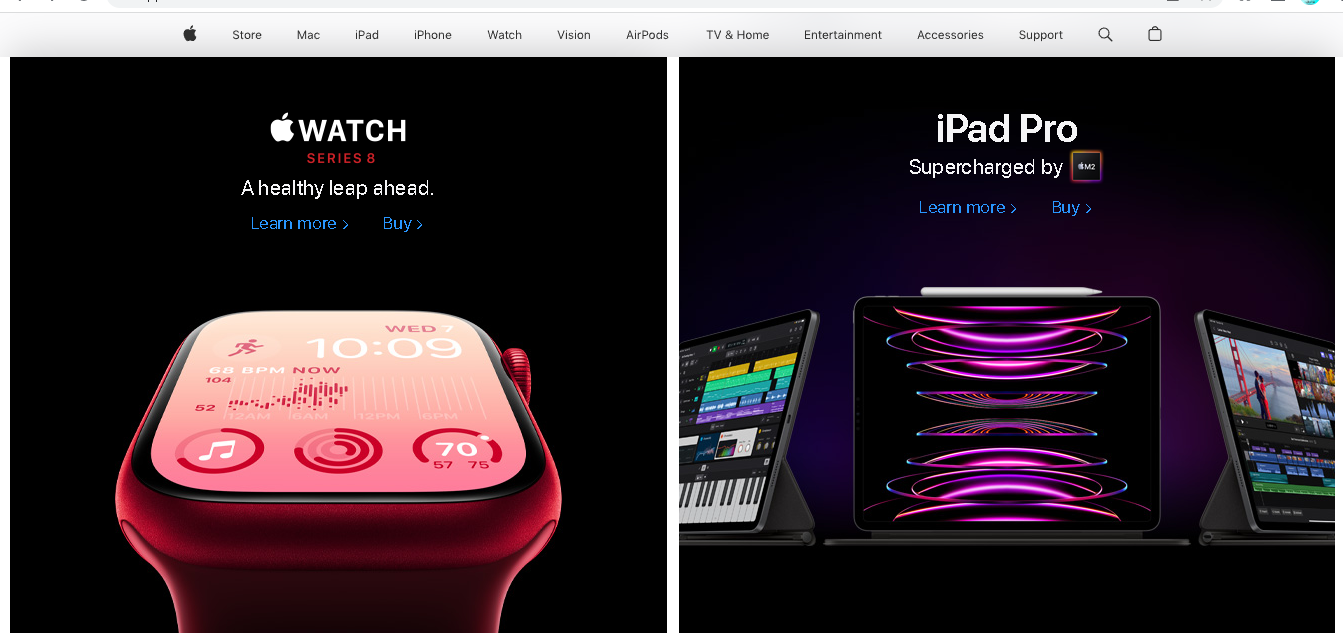 Store Mac iPad iPhone Watch Vision AirPods TV & Home Entertainment Accessories Support
WATCH
SERIES 8
A healthy leap ahead.
Learn more > Buy >
WED 7
10:09
68 BPM NOW
104
52
12AM 6AM 12PM 6PM
70
57 75
iPad Pro
Supercharged by M2
Learn more > Buy >